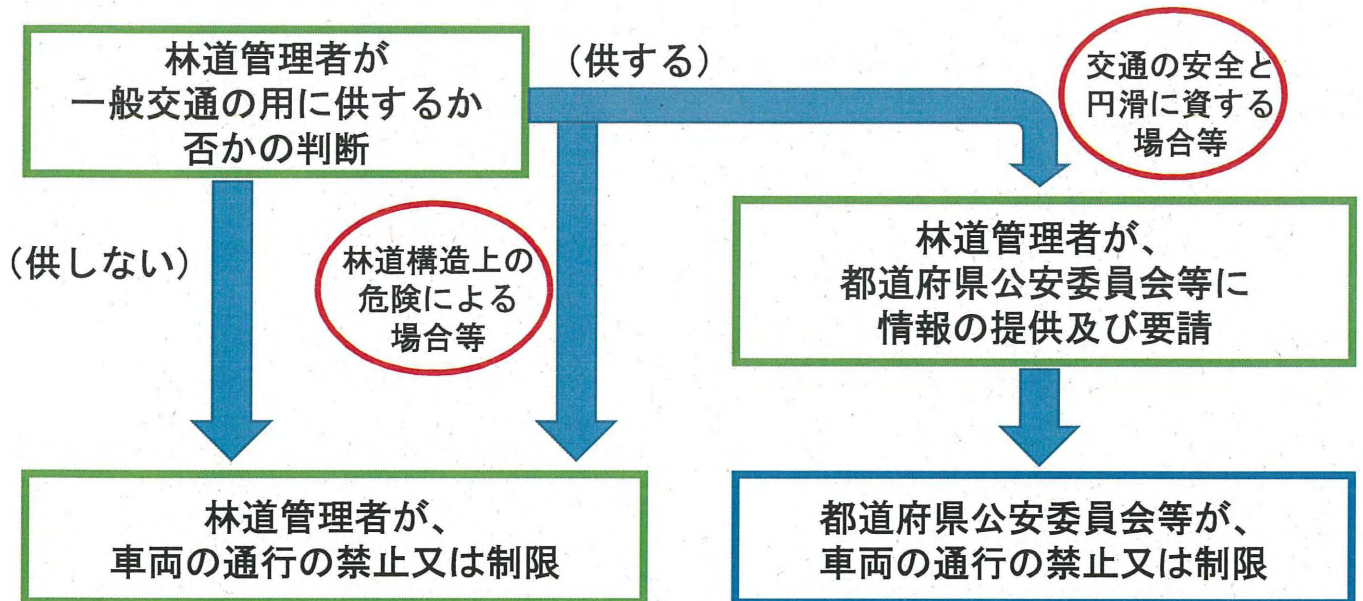 林道管理者が
一般交通の用に供するか
否かの判断
（供する）
交通の安全と
円滑に資する
場合等
（供しない）
林道構造上の
危険による
場合等
林道管理者が、
都道府県公安委員会等に
情報の提供及び要請
林道管理者が、
車両の通行の禁止又は制限
都道府県公安委員会等が、
車両の通行の禁止又は制限